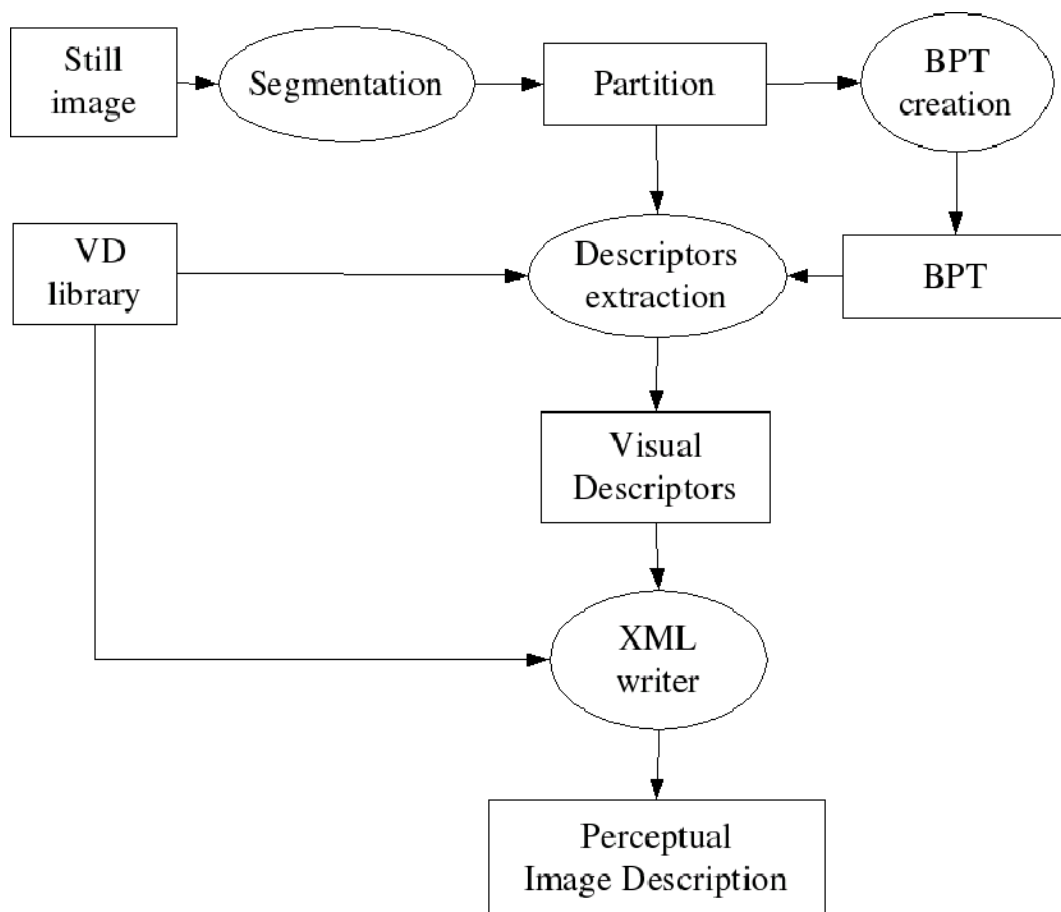 Still
image
Segmentation
Partition
BPT
creation
VD
library
Descriptors
extraction
BPT
Visual
Descriptors
XML
writer
Perceptual
Image Description